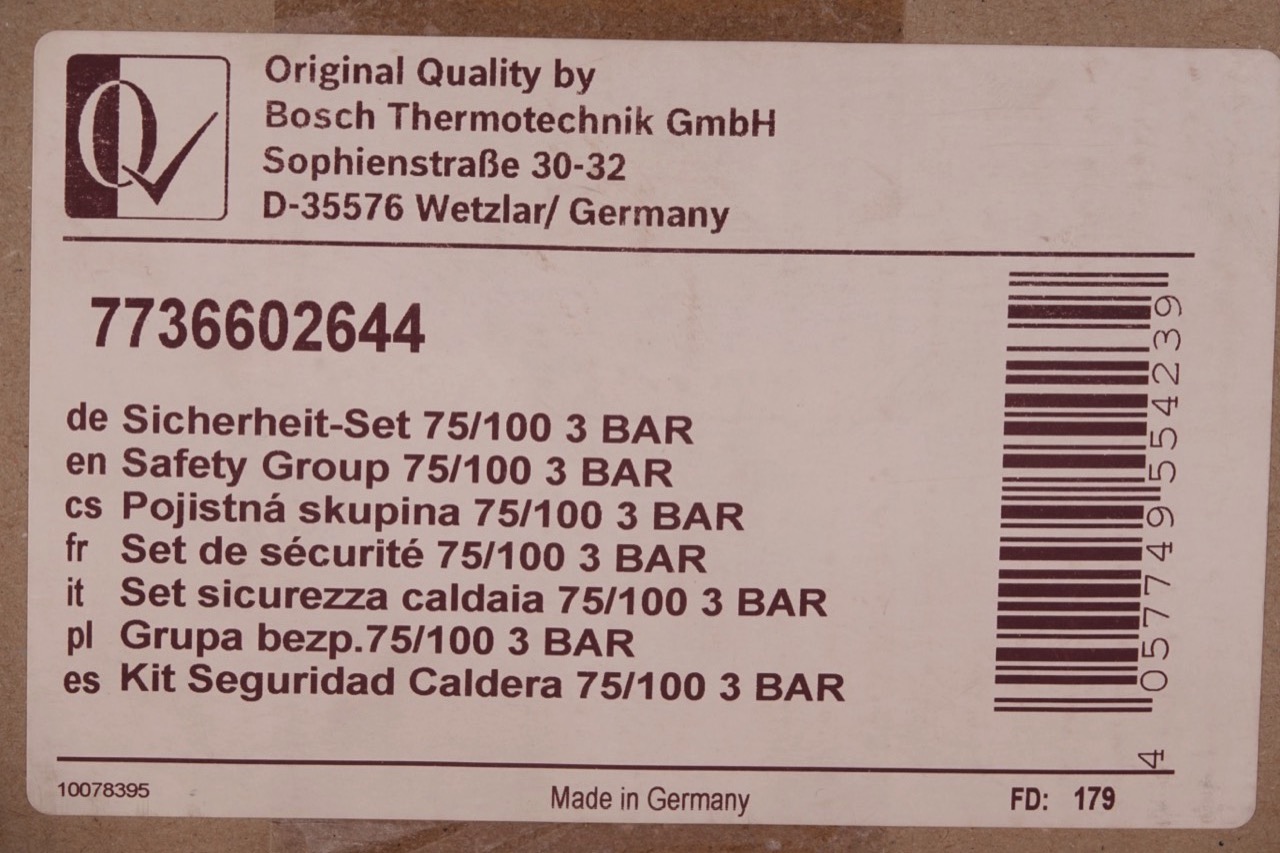 Original Quality by
Bosch Thermotechnik GmbH
Sophienstraße 30-32
D-35576 Wetzlar/ Germany
7736602644
de Sicherheit-Set 75/100 3 BAR
en Safety Group 75/100 3 BAR
cs Pojistná skupina 75/100 3 BAR
fr Set de sécurité 75/100 3 BAR
it Set sicurezza caldaia 75/100 3 BAR
pl Grupa bezp.75/100 3 BAR
es Kit Seguridad Caldera 75/100 3 BAR
4 057749 554239
10078395
Made in Germany
FD: 179